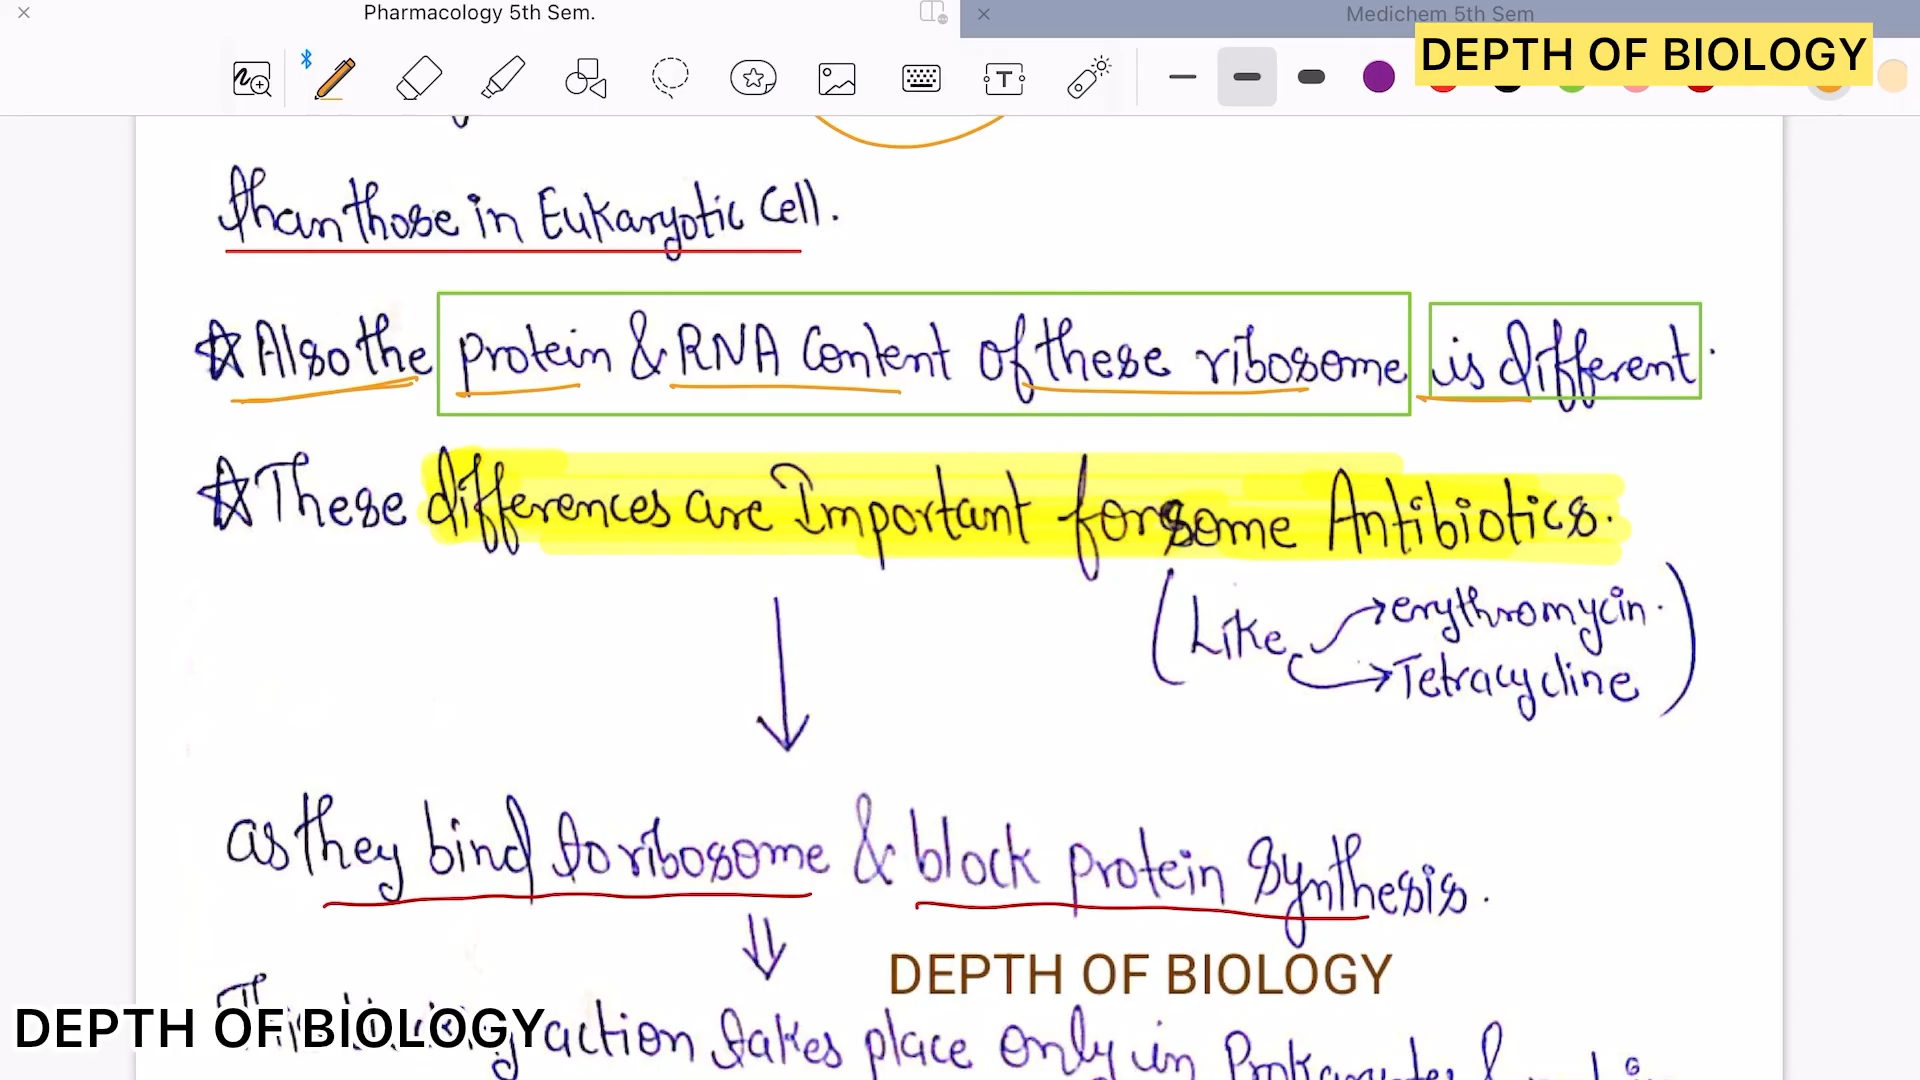 Pharmacology 5th Sem.
Medichem 5th Sem
DEPTH OF BIOLOGY
than those in Eukaryotic Cell.
☆ Also the protein & RNA Content of these ribosome is different.
☆ These differences are Important for some Antibiotics.
(Like → erythromycin.
→ Tetracycline)
as they bind to ribosome & block protein Synthesis.
DEPTH OF BIOLOGY
DEPTH OF BIOLOGY
action takes place only in